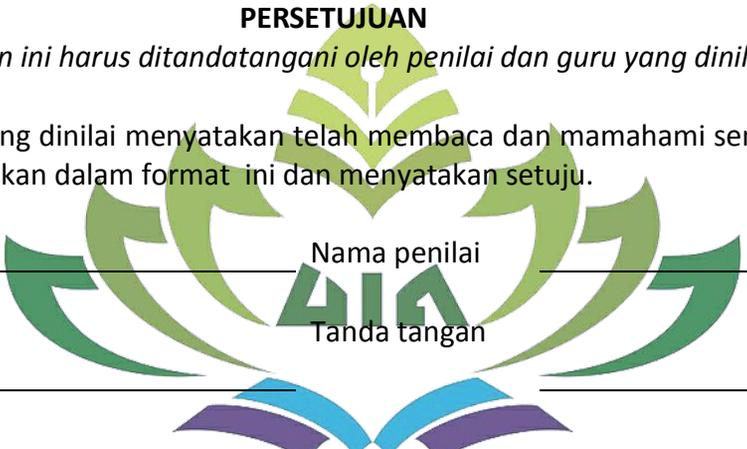 PERSETUJUAN
n ini harus ditandatangani oleh penilai dan guru yang dinil
ng dinilai menyatakan telah membaca dan mamahami ser
kan dalam format ini dan menyatakan setuju.
Nama penilai
UIN
Tanda tangan